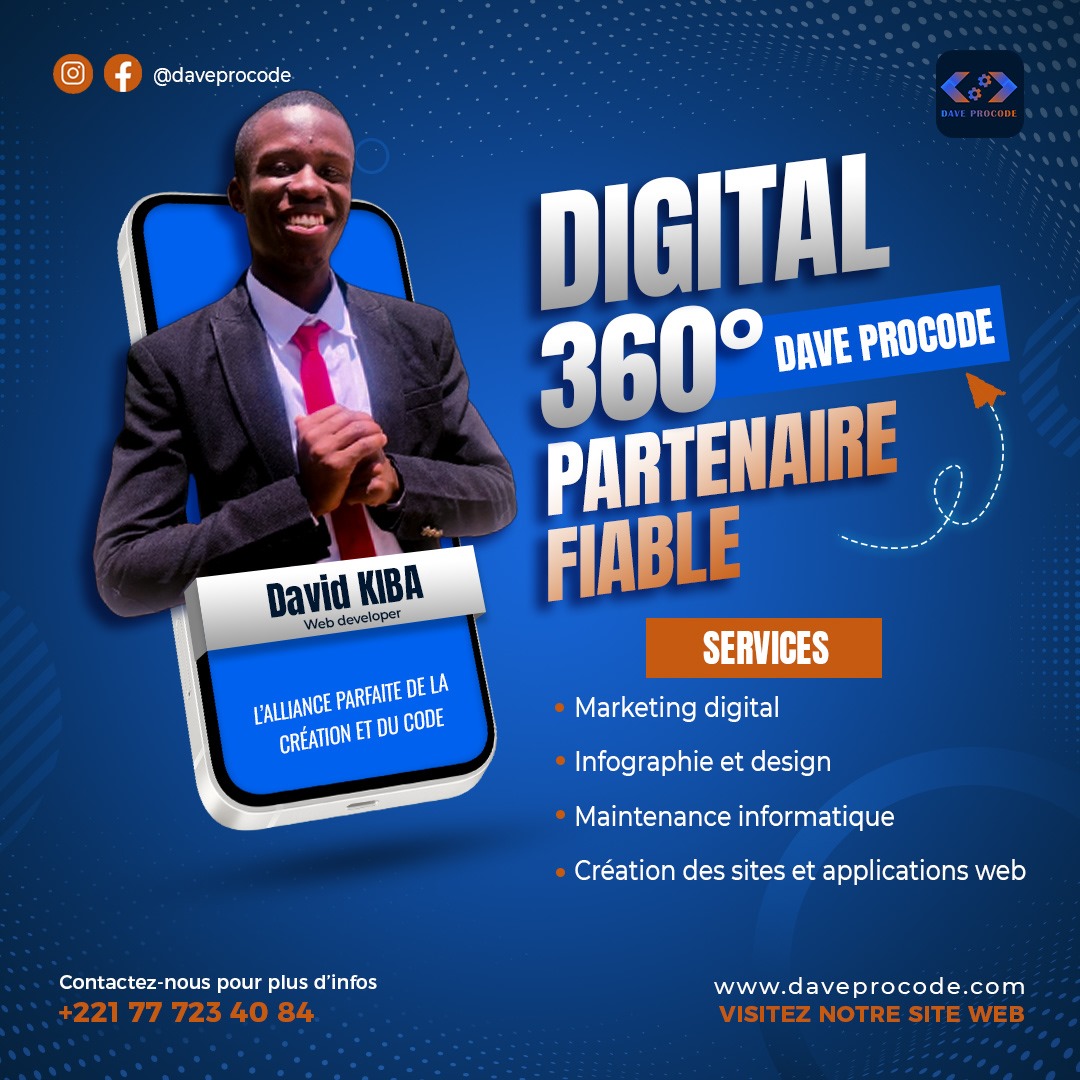 @daveprocode
DAVE PROCODE
DIGITAL
360°
DAVE PROCODE
PARTENAIRE
FIABLE
David KIBA
Web developer
L'ALLIANCE PARFAITE DE LA
CRÉATION ET DU CODE
SERVICES
• Marketing digital
• Infographie et design
• Maintenance informatique
• Création des sites et applications web
Contactez-nous pour plus d'infos
+221 77 723 40 84
www.daveprocode.com
VISITEZ NOTRE SITE WEB